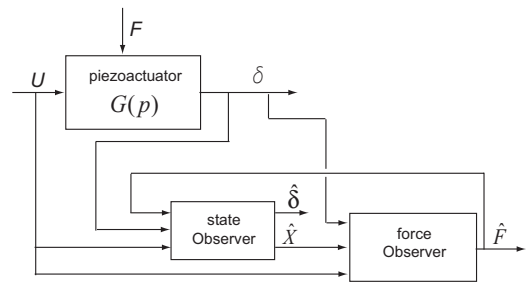 F
U
piezoactuator
G(p)
δ
state
Observer
δ̂
X̂
force
Observer
F̂